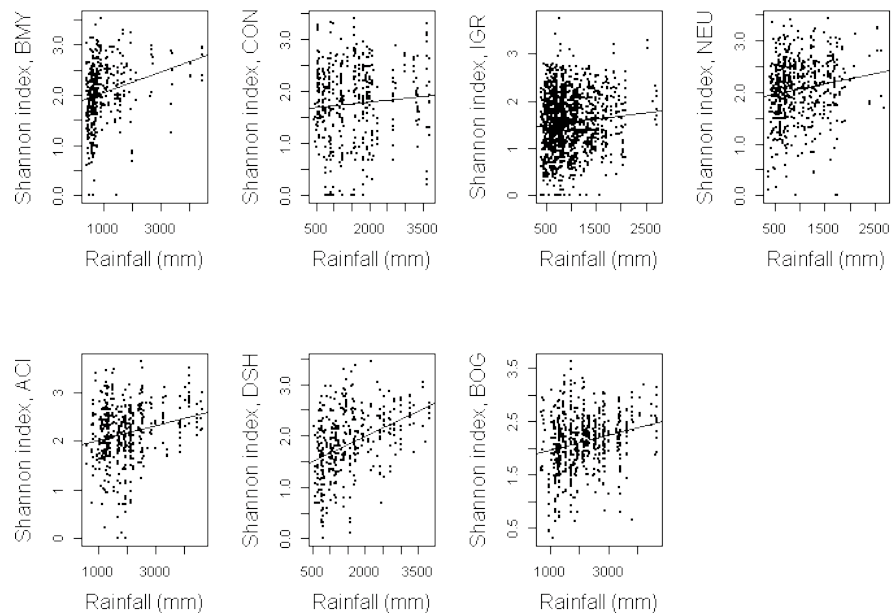 Shannon index, BMY
0.0 1.0 2.0 3.0
1000 3000
Rainfall (mm)
Shannon index, CON
0.0 1.0 2.0 3.0
500 2000 3500
Rainfall (mm)
Shannon index, IGR
0 1 2 3
500 1500 2500
Rainfall (mm)
Shannon index, NEU
0.0 1.0 2.0 3.0
500 1500 2500
Rainfall (mm)
Shannon index, ACI
0 1 2 3
1000 3000
Rainfall (mm)
Shannon index, DSH
0.0 1.0 2.0 3.0
500 2000 3500
Rainfall (mm)
Shannon index, BOG
0.5 1.5 2.5 3.5
1000 3000
Rainfall (mm)